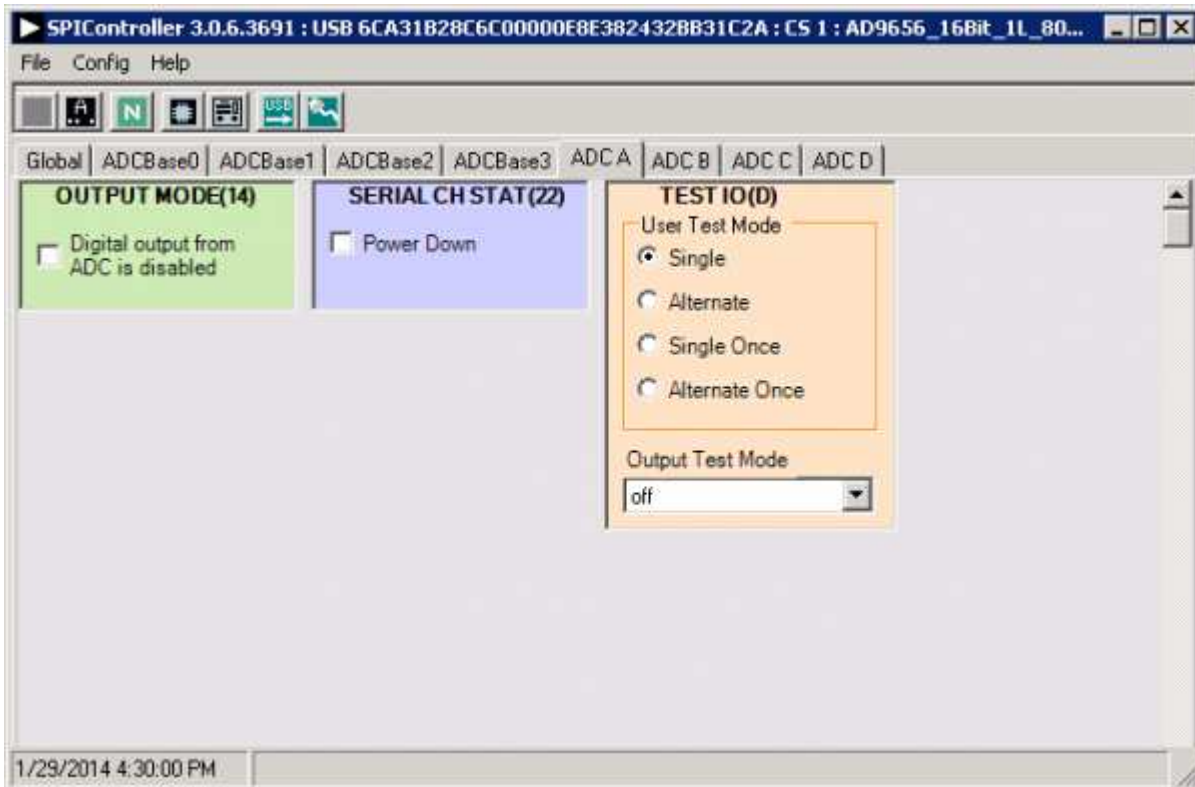 SPIController 3.0.6.3691 : USB 6CA31B28C6C00000E8E382432BB31C2A : CS 1 : AD9656_16Bit_1L_80...
File Config Help
A
N
USB
Global ADCBase0 ADCBase1 ADCBase2 ADCBase3 ADC A ADC B ADC C ADC D
OUTPUT MODE(14)
Digital output from
ADC is disabled
SERIAL CH STAT(22)
Power Down
TEST IO(D)
User Test Mode
Single
Alternate
Single Once
Alternate Once
Output Test Mode
off
1/29/2014 4:30:00 PM